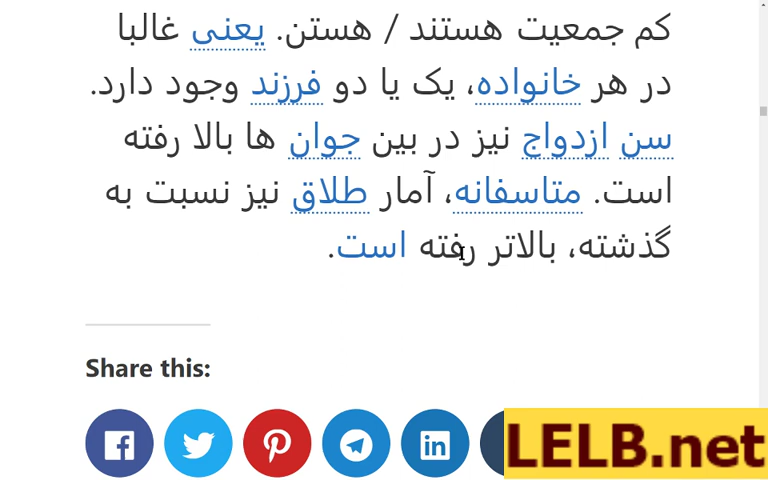 کم جمعیت هستند / هستن. یعنی غالبا
در هر خانواده، یک یا دو فرزند وجود دارد.
سن ازدواج نیز در بین جوان ها بالا رفته
است. متاسفانه، آمار طلاق نیز نسبت به
گذشته، بالاتر رفته است.
Share this:
LELB.net